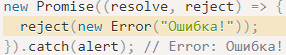 new Promise((resolve, reject) => {
  reject(new Error("Ошибка!"));
}).catch(alert); // Error: Ошибка!